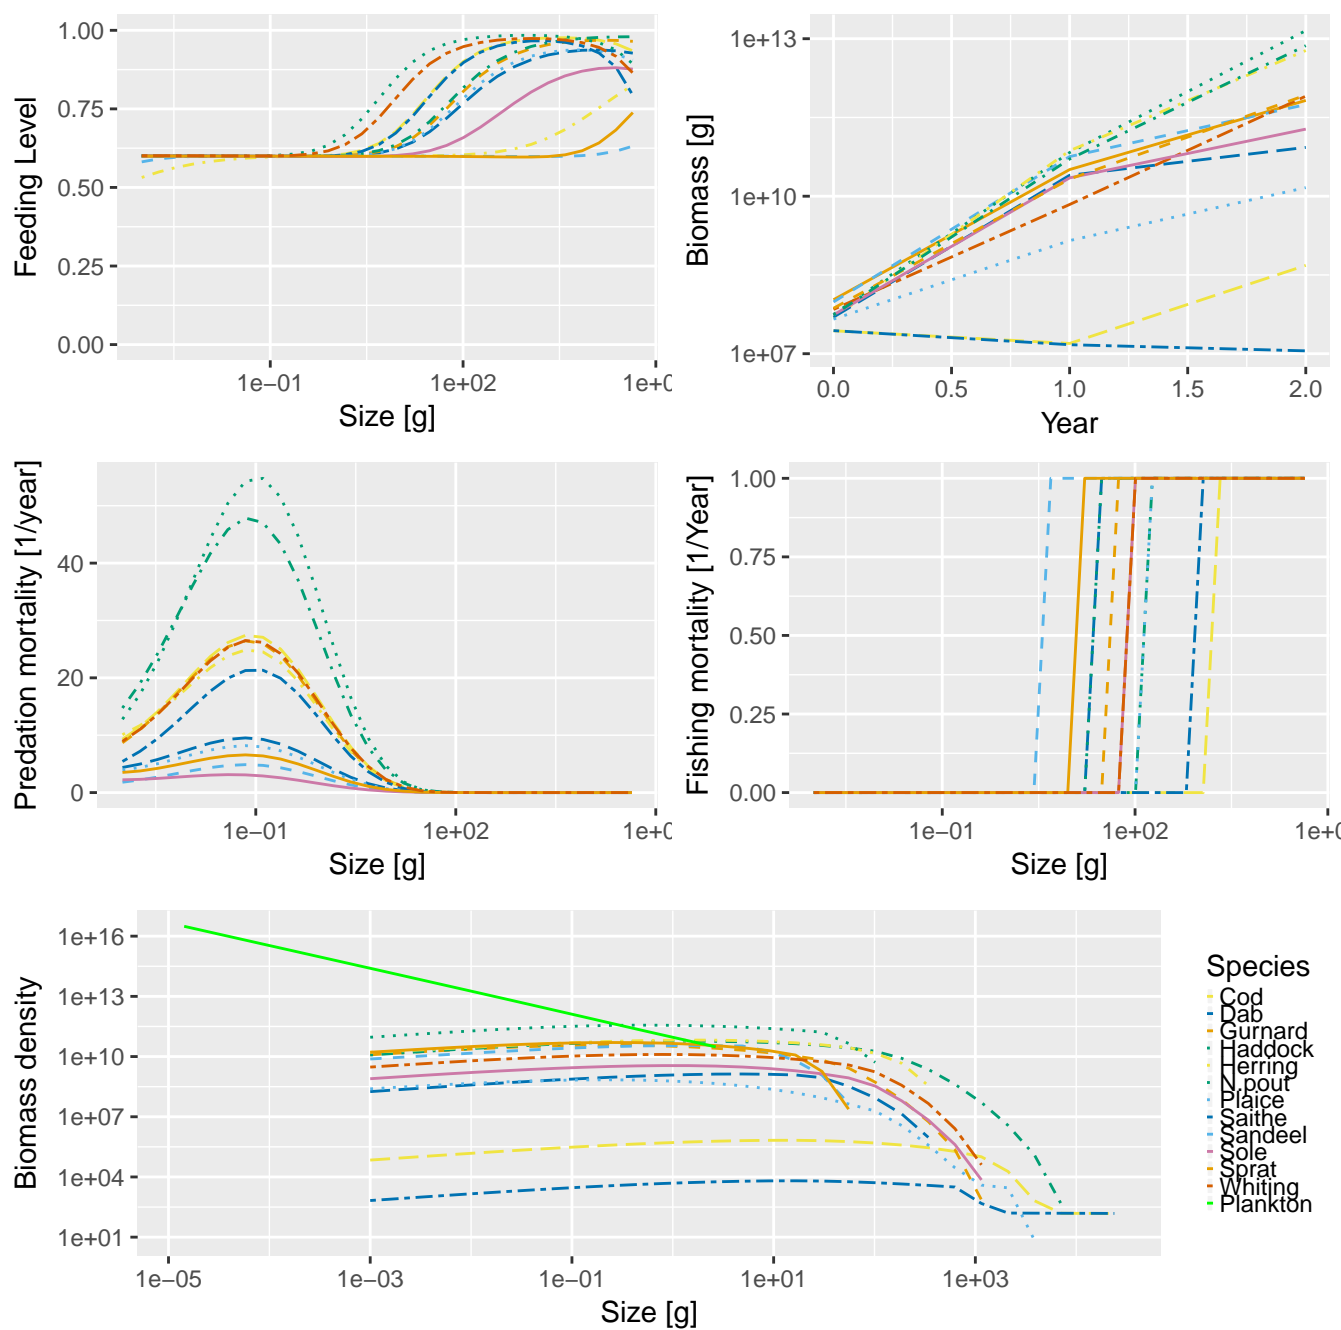 Feeding Level
1.00
0.75
0.50
0.25
0.00
1e−01
1e+02
Size [g]
Biomass [g]
1e+13
1e+10
1e+07
0.0
0.5
1.0
1.5
2.0
Year
Predation mortality [1/year]
40
20
0
1e−01
1e+02
Size [g]
Fishing mortality [1/Year]
1.00
0.75
0.50
0.25
0.00
1e−01
1e+02
Size [g]
Biomass density
1e+16
1e+13
1e+10
1e+07
1e+04
1e+01
1e−05
1e−03
1e−01
1e+01
1e+03
Size [g]
Species
Cod
Dab
Gurnard
Haddock
Herring
N.pout
Plaice
Saithe
Sandeel
Sole
Sprat
Whiting
Plankton